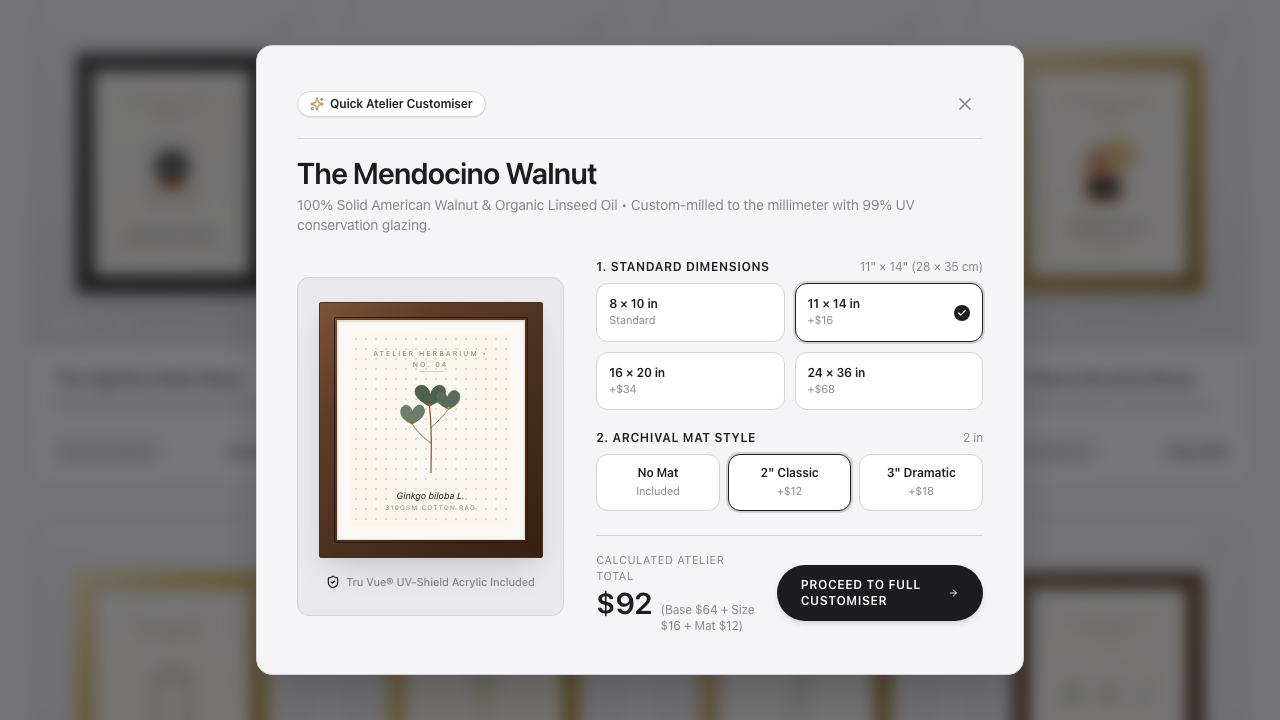 Quick Atelier Customiser
The Mendocino Walnut
100% Solid American Walnut & Organic Linseed Oil • Custom-milled to the millimeter with 99% UV
conservation glazing.
ATELIER HERBARIUM •
NO. 04
Ginkgo biloba L.
310GSM COTTON RAG
Tru Vue® UV-Shield Acrylic Included
1. STANDARD DIMENSIONS
11" × 14" (28 × 35 cm)
8 × 10 in
Standard
11 × 14 in
+$16
16 × 20 in
+$34
24 × 36 in
+$68
2. ARCHIVAL MAT STYLE
2 in
No Mat
Included
2" Classic
+$12
3" Dramatic
+$18
CALCULATED ATELIER
TOTAL
$92
(Base $64 + Size
$16 + Mat $12)
PROCEED TO FULL
CUSTOMISER